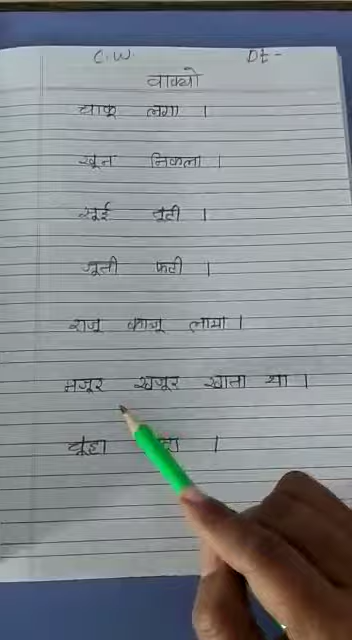 C.W. Dt-
वाक्यो
चाकू लगा ।
खून निकला ।
सूई टूटी ।
जूती फटी ।
राजू काजू लाया ।
मजूर खजूर खाता था ।
चूहा ।